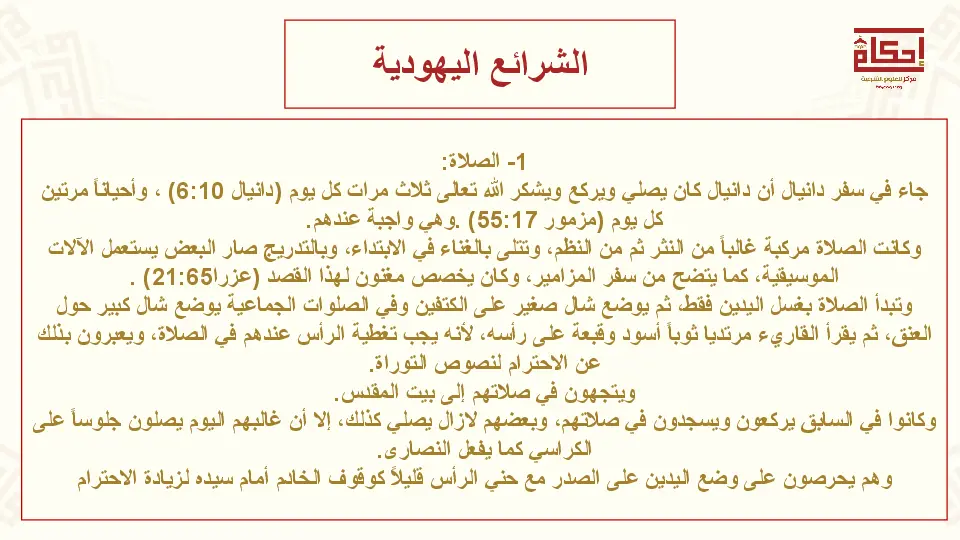 الشرائع اليهودية
إحكام
مركز للعلوم الشرعية
1- الصلاة:
جاء في سفر دانيال أن دانيال كان يصلي ويركع ويشكر الله تعالى ثلاث مرات كل يوم (دانيال 6:10) ، وأحياناً مرتين
كل يوم (مزمور 55:17) .وهي واجبة عندهم.
وكانت الصلاة مركبة غالباً من النثر ثم من النظم، وتتلى بالغناء في الابتداء، وبالتدريج صار البعض يستعمل الآلات
الموسيقية، كما يتضح من سفر المزامير، وكان يخصص مغنون لهذا القصد (عزرا21:65) .
وتبدأ الصلاة بغسل اليدين فقط، ثم يوضع شال صغير على الكتفين وفي الصلوات الجماعية يوضع شال كبير حول
العنق، ثم يقرأ القاريء مرتديا ثوباً أسود وقبعة على رأسه، لأنه يجب تغطية الرأس عندهم في الصلاة، ويعبرون بذلك
عن الاحترام لنصوص التوراة.
ويتجهون في صلاتهم إلى بيت المقدس.
وكانوا في السابق يركعون ويسجدون في صلاتهم، وبعضهم لازال يصلي كذلك، إلا أن غالبهم اليوم يصلون جلوساً على
الكراسي كما يفعل النصارى.
وهم يحرصون على وضع اليدين على الصدر مع حني الرأس قليلاً كوقوف الخادم أمام سيده لزيادة الاحترام